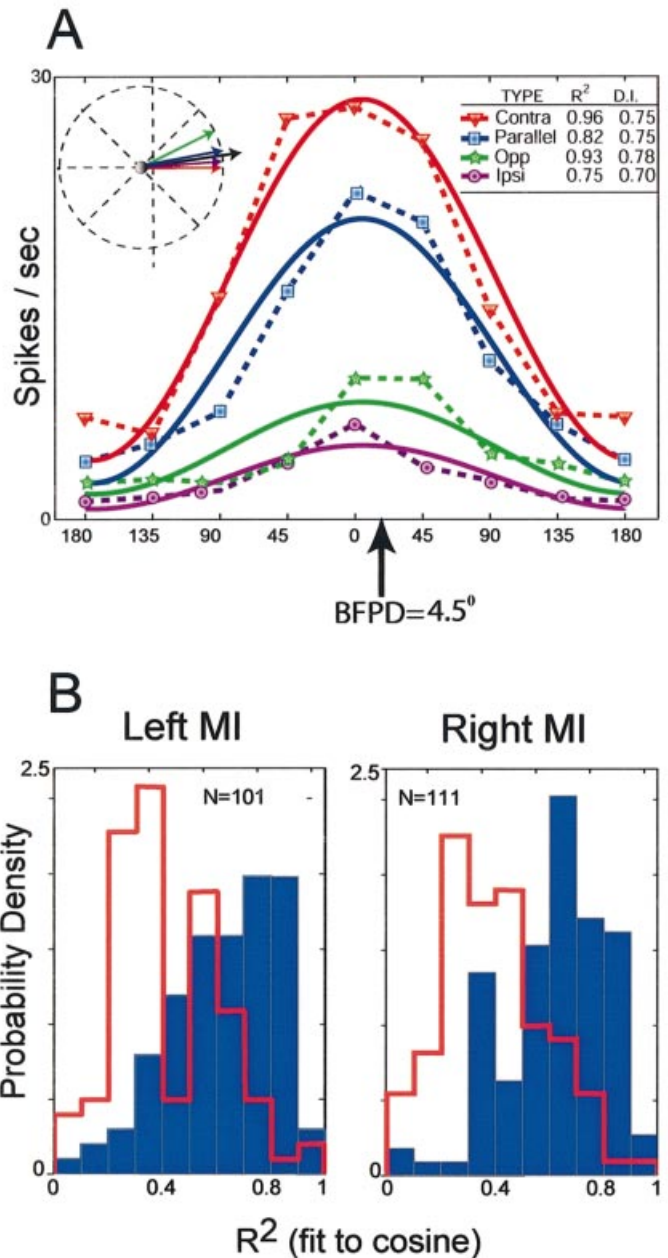 A
30
TYPE R² D.I.
Contra 0.96 0.75
Parallel 0.82 0.75
Opp 0.93 0.78
Ipsi 0.75 0.70
Spikes / sec
0
180 135 90 45 0 45 90 135 180
BFPD=4.5⁰
B
Left MI
Right MI
2.5
N=101
2.5
N=111
Probability Density
0
0 0.4 0.8 1
0
0 0.4 0.8 1
R² (fit to cosine)